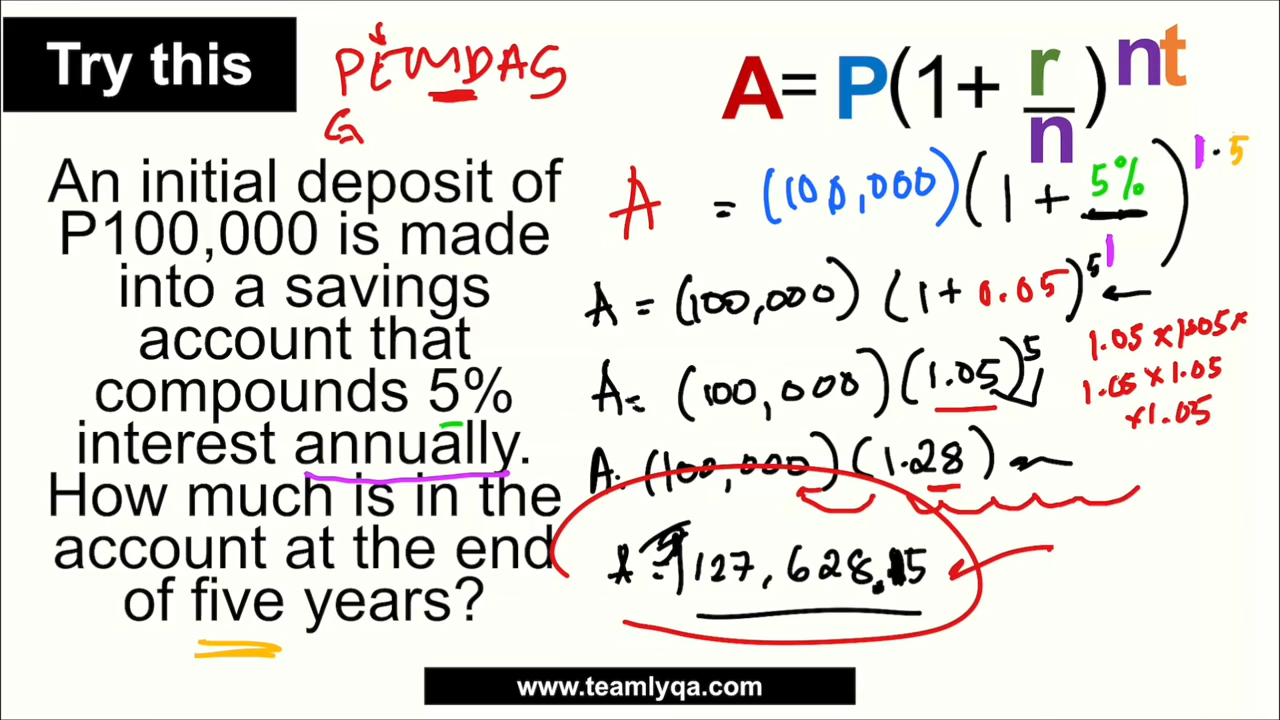 Try this
PEMDAS
G
An initial deposit of
P100,000 is made
into a savings
account that
compounds 5%
interest annually.
How much is in the
account at the end
of five years?
A= P(1+ r/n)^nt
A = (100,000)(1 + 5%/1)^1·5
A = (100,000) (1+0.05)^5
1.05 x 1.05 x
1.05 x 1.05
x 1.05
A = (100,000)(1.05)^5
A = (100,000)(1.28)
A = 127,628.15
www.teamlyqa.com